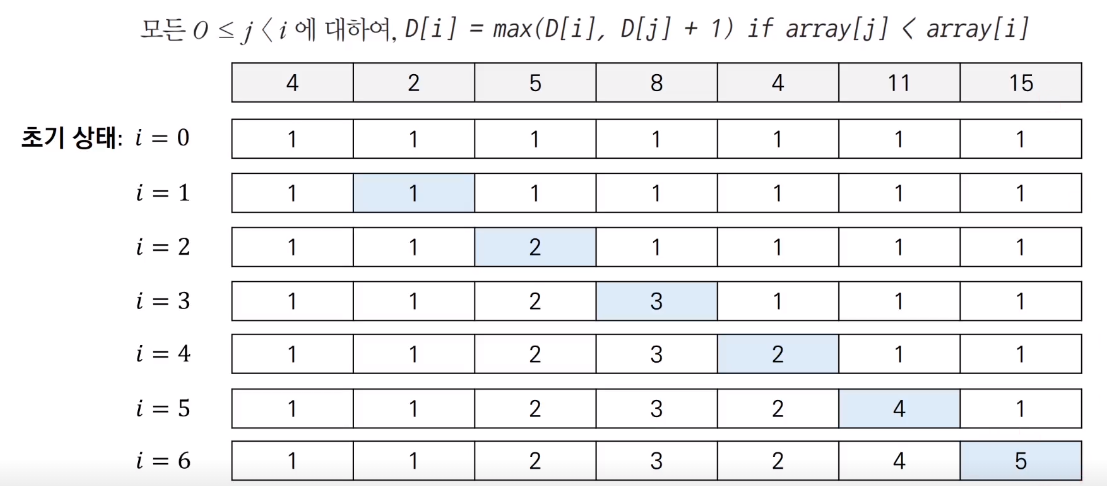 모든 0 ≤ j < i 에 대하여, D[i] = max(D[i], D[j] + 1) if array[j] < array[i]
4 2 5 8 4 11 15
초기 상태: i = 0 1 1 1 1 1 1 1
i = 1 1 1 1 1 1 1 1
i = 2 1 1 2 1 1 1 1
i = 3 1 1 2 3 1 1 1
i = 4 1 1 2 3 2 1 1
i = 5 1 1 2 3 2 4 1
i = 6 1 1 2 3 2 4 5